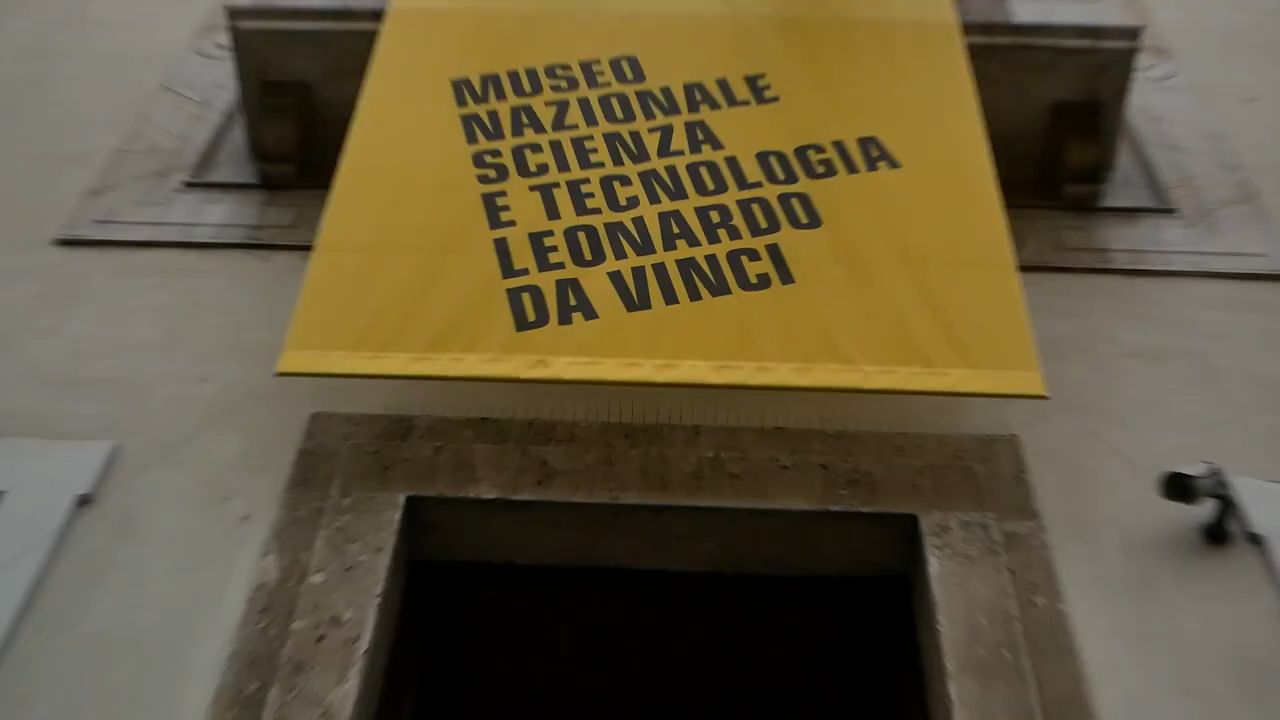 MUSEO
NAZIONALE
SCIENZA
E TECNOLOGIA
LEONARDO
DA VINCI